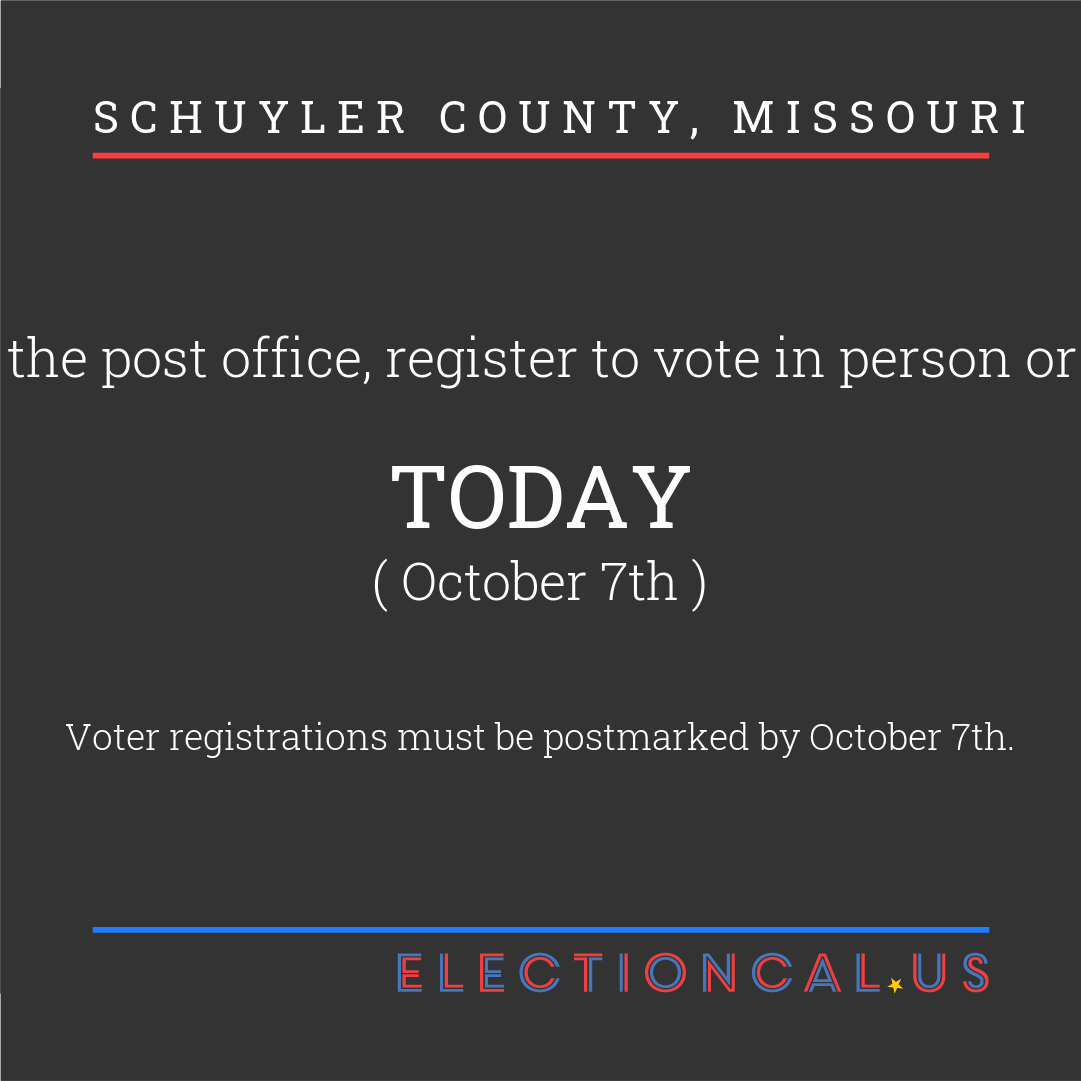 SCHUYLER COUNTY, MISSOURI
the post office, register to vote in person or
TODAY
( October 7th )
Voter registrations must be postmarked by October 7th.
ELECTIONCAL.US